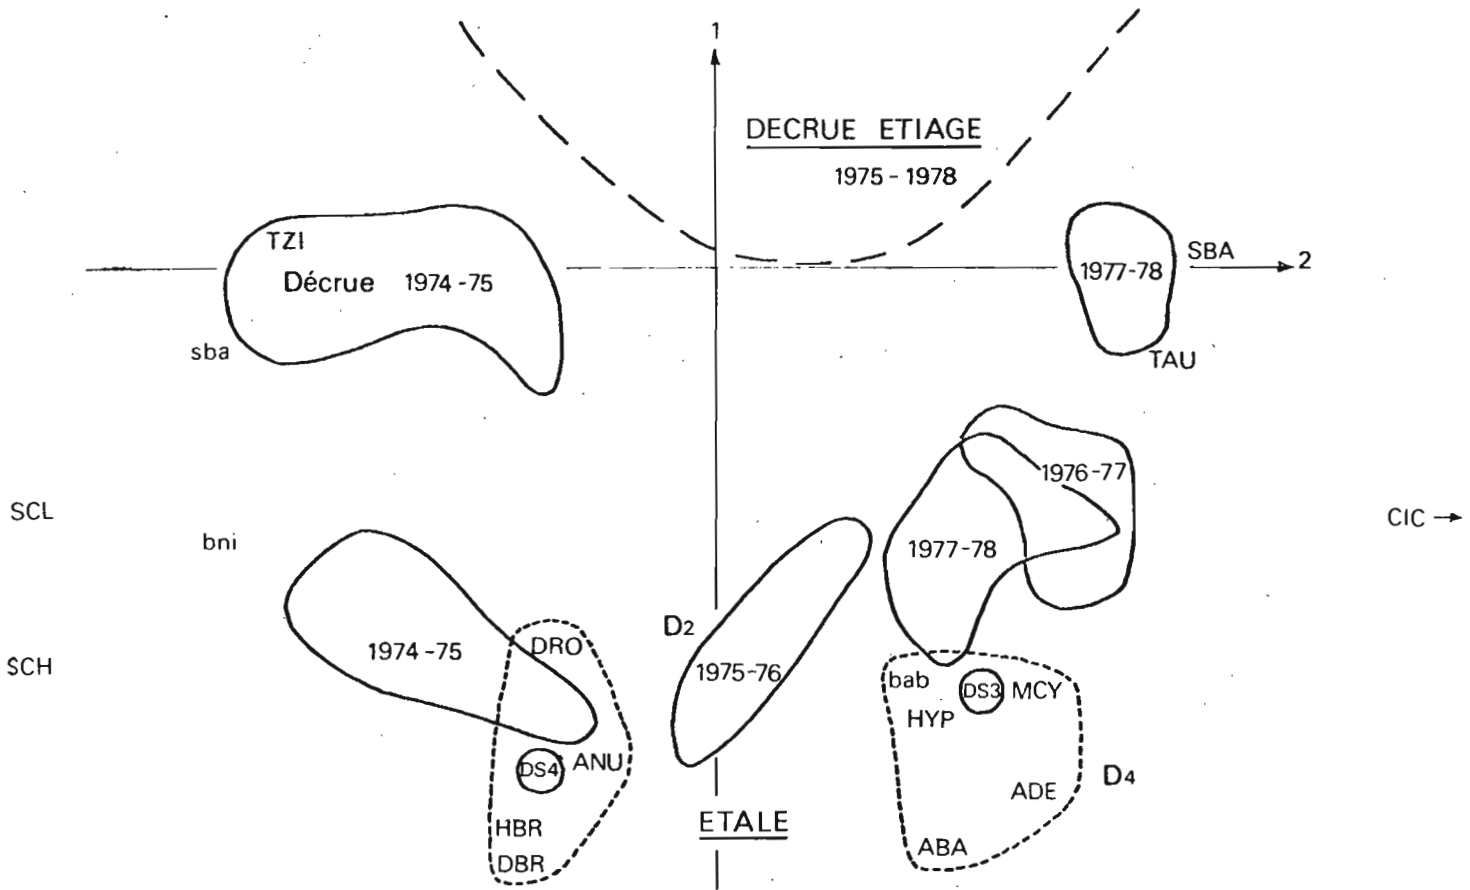 1
DECRUE ETIAGE
1975 - 1978
TZI
Décrue 1974 - 75
sba
1977-78
SBA
2
TAU
1976-77
SCL
bni
1977-78
CIC →
D2
DRO
1974 - 75
SCH
1975-76
bab
DS3
MCY
HYP
DS4
ANU
ADE
D4
ETALE
HBR
ABA
DBR